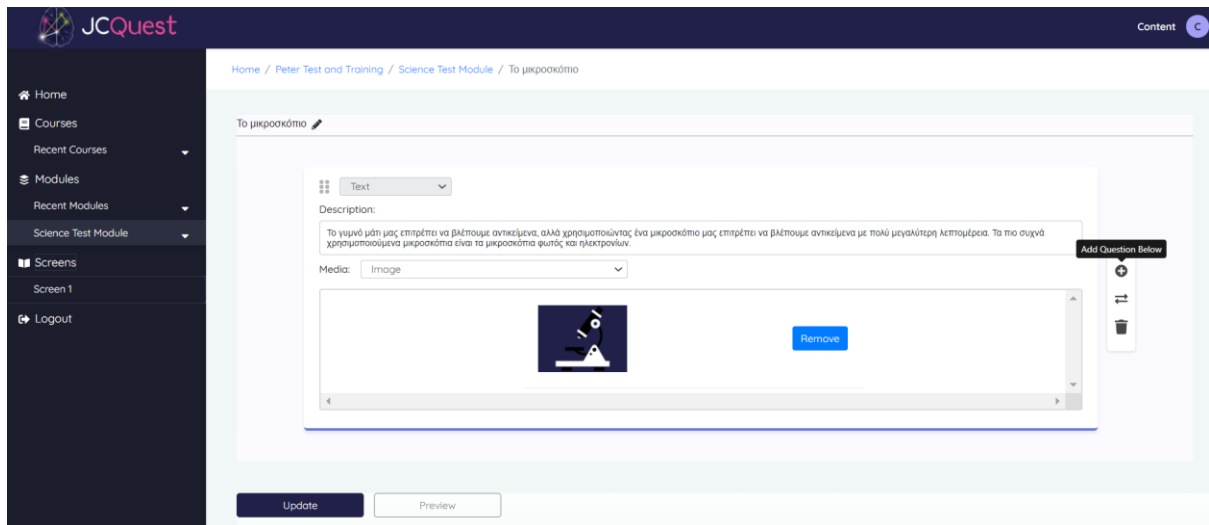 JCQuest
Content C
Home / Peter Test and Training / Science Test Module / Το μικροσκόπιο
Home
Courses
Recent Courses
Modules
Recent Modules
Science Test Module
Screens
Screen 1
Logout
Το μικροσκόπιο
Text
Description:
Το γυμνό μάτι μας επιτρέπει να βλέπουμε αντικείμενα, αλλά χρησιμοποιώντας ένα μικροσκόπιο μας επιτρέπει να βλέπουμε αντικείμενα με πολύ μεγαλύτερη λεπτομέρεια. Τα πιο συχνά
χρησιμοποιούμενα μικροσκόπια είναι τα μικροσκόπια φωτός και ηλεκτρονίων.
Add Question Below
Media: Image
Remove
Update
Preview